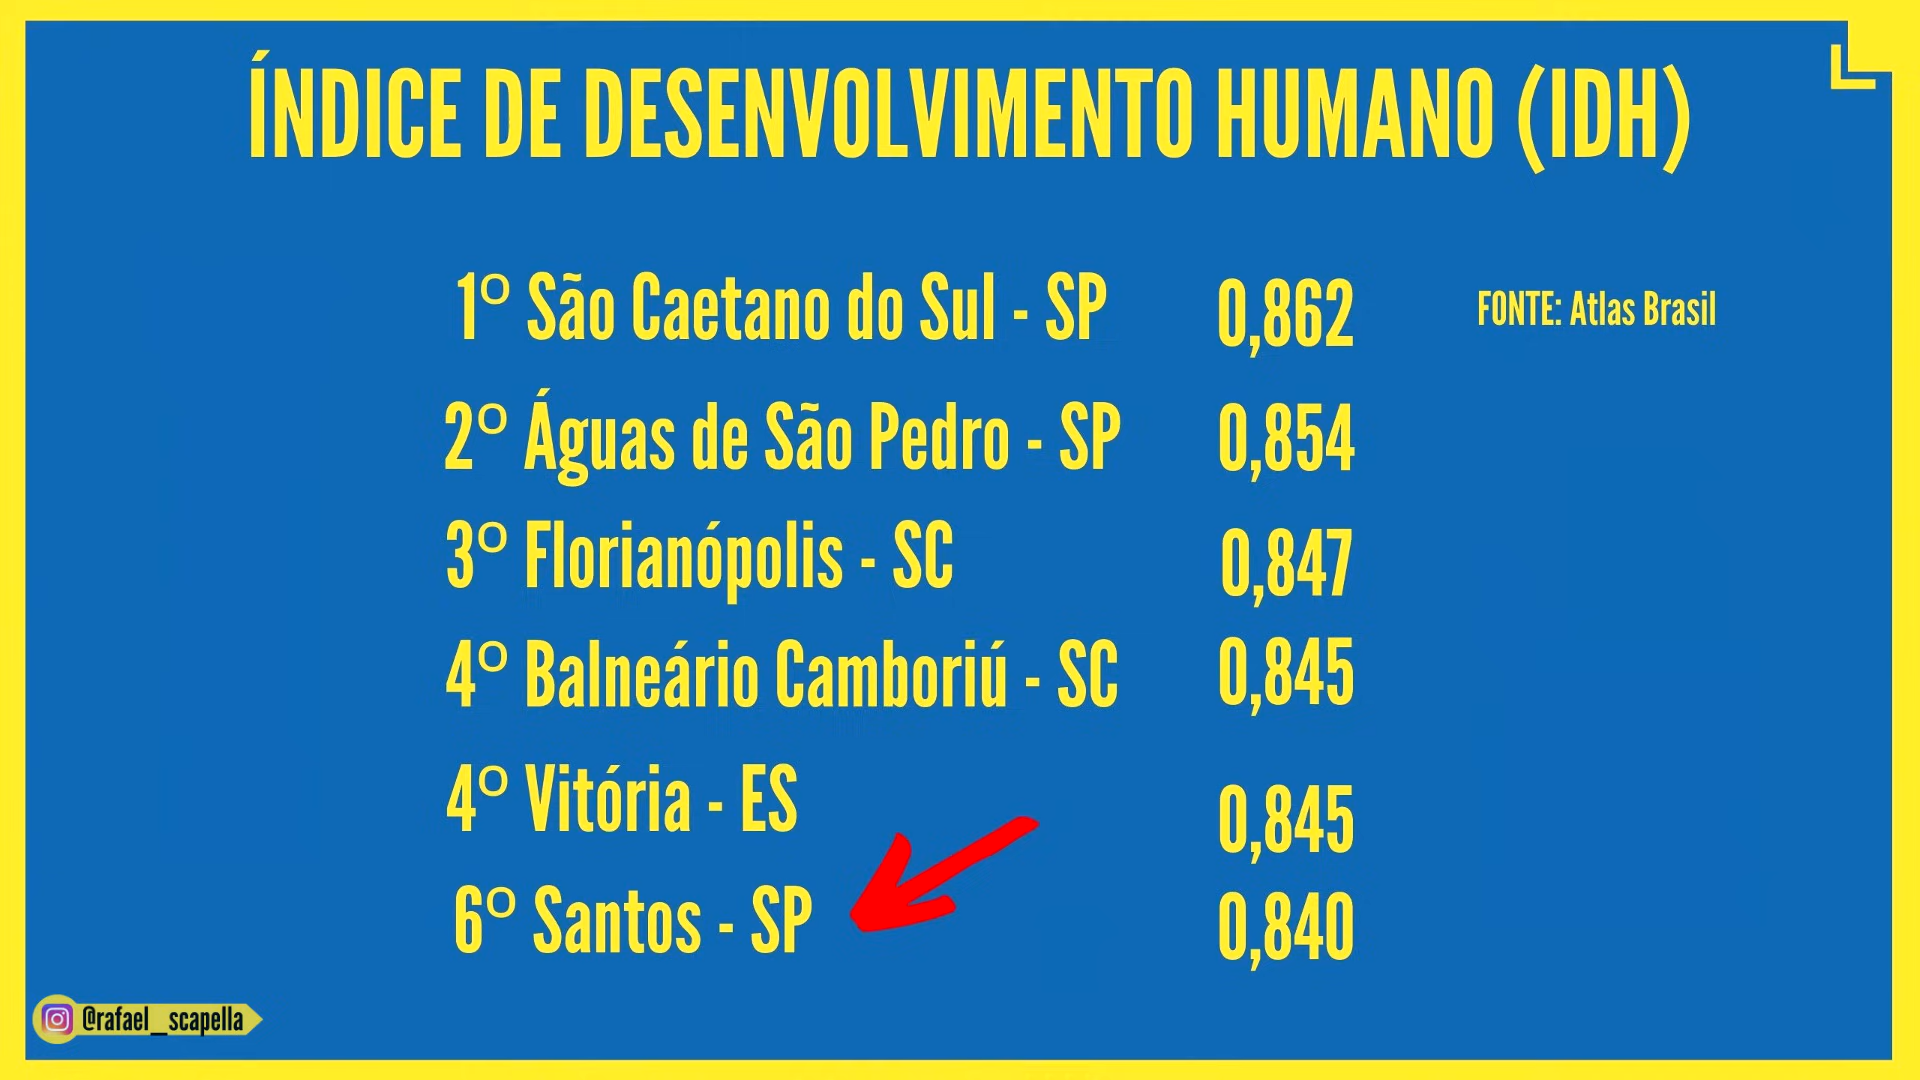 ÍNDICE DE DESENVOLVIMENTO HUMANO (IDH)
1º São Caetano do Sul - SP 0,862 FONTE: Atlas Brasil
2º Águas de São Pedro - SP 0,854
3º Florianópolis - SC 0,847
4º Balneário Camboriú - SC 0,845
4º Vitória - ES 0,845
6º Santos - SP 0,840
@rafael_scapella